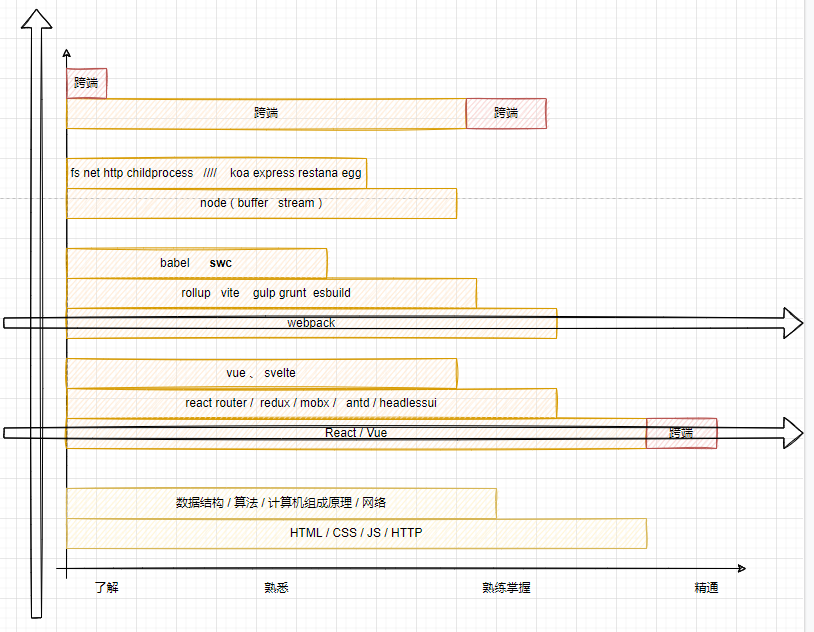 跨端
跨端 跨端
fs net http childprocess //// koa express restana egg
node ( buffer stream )
babel swc
rollup vite gulp grunt esbuild
webpack
vue 、 svelte
react router / redux / mobx / antd / headlessui
React / Vue 跨端
数据结构 / 算法 / 计算机组成原理 / 网络
HTML / CSS / JS / HTTP
了解 熟悉 熟练掌握 精通